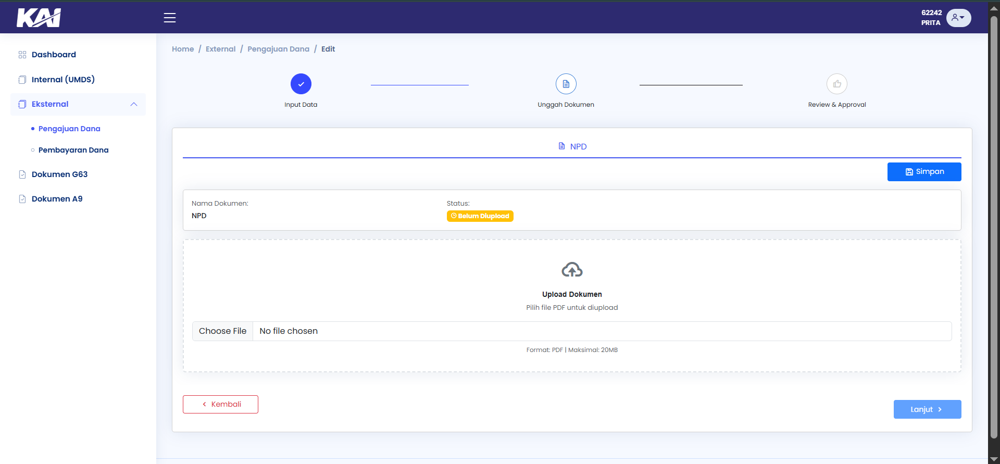 KAI
62242
PRITA
Dashboard
Internal (UMDS)
Eksternal
Pengajuan Dana
Pembayaran Dana
Dokumen G63
Dokumen A9
Home / External / Pengajuan Dana / Edit
Input Data
Unggah Dokumen
Review & Approval
NPD
Simpan
Nama Dokumen:
NPD
Status:
Belum Diupload
Upload Dokumen
Pilih file PDF untuk diupload
Choose File No file chosen
Format: PDF | Maksimal: 20MB
Kembali
Lanjut